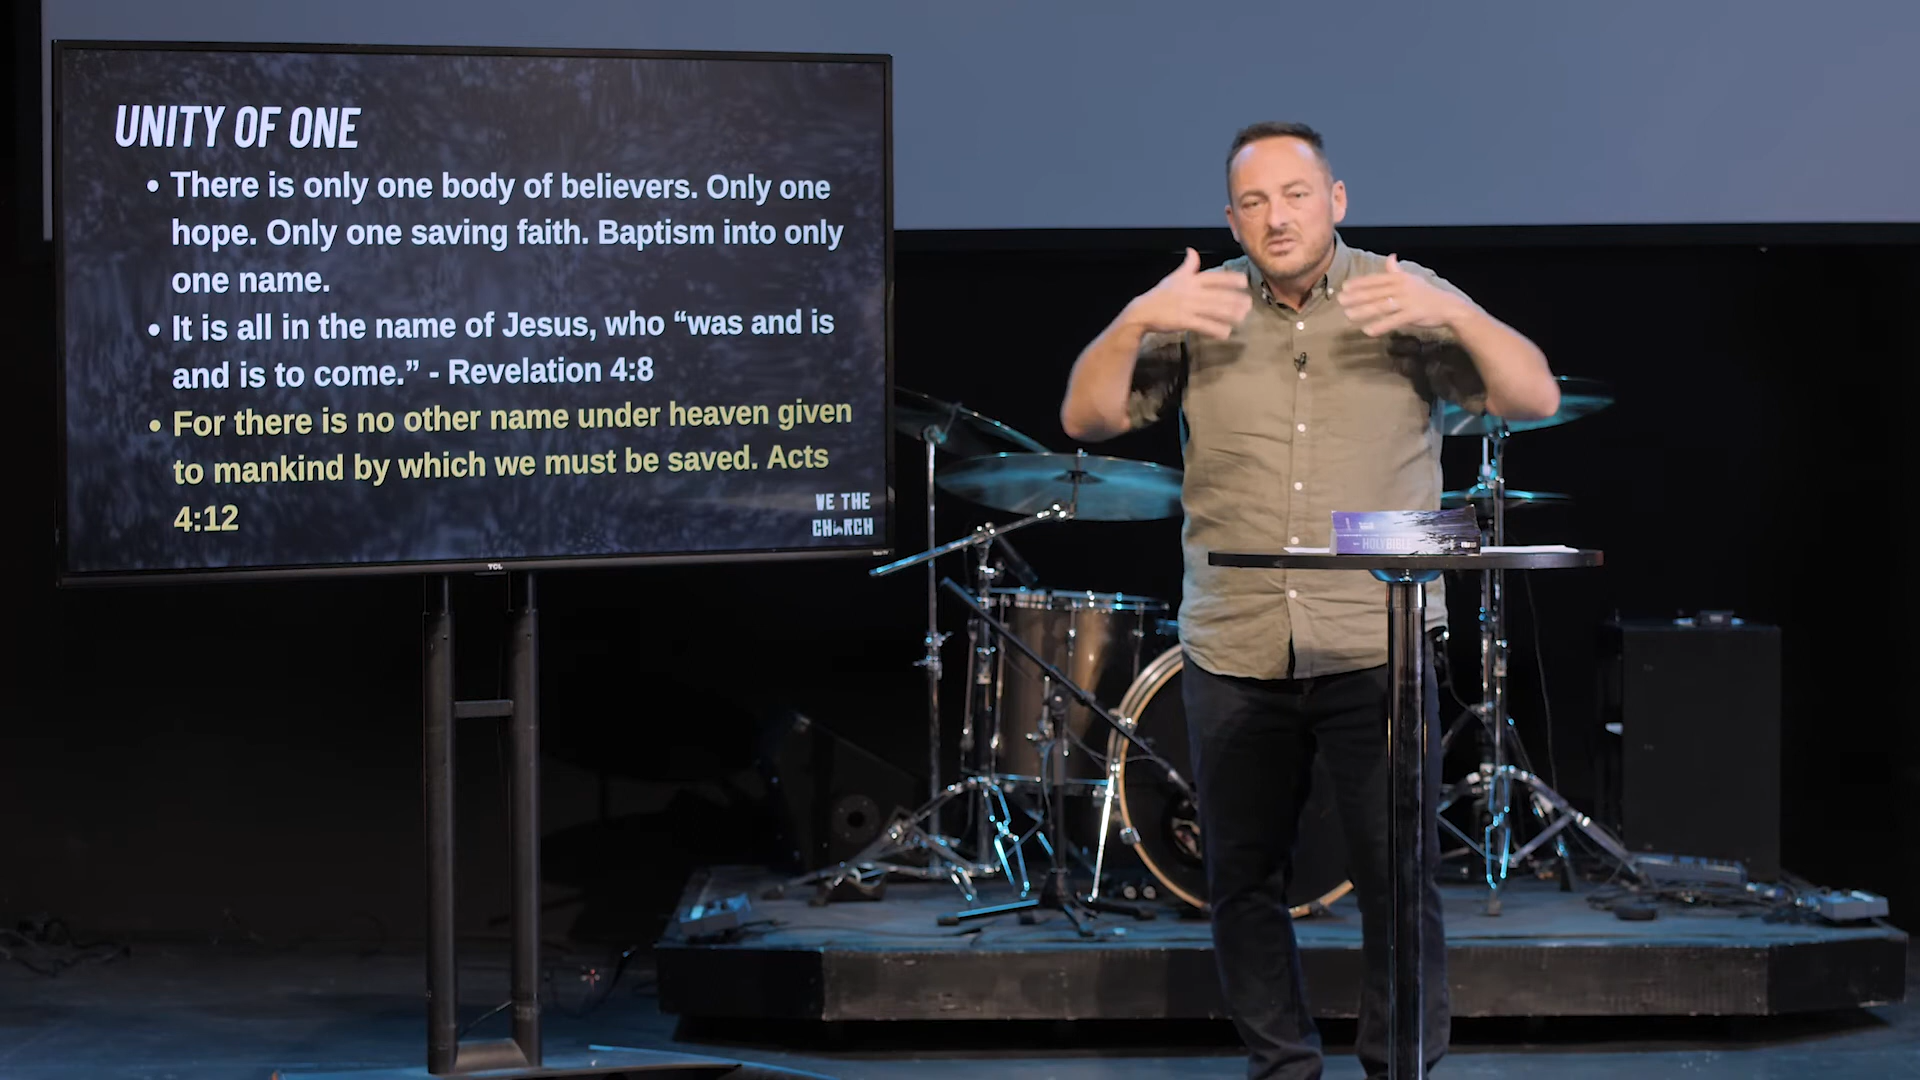 UNITY OF ONE
• There is only one body of believers. Only one
hope. Only one saving faith. Baptism into only
one name.
• It is all in the name of Jesus, who “was and is
and is to come.” - Revelation 4:8
• For there is no other name under heaven given
to mankind by which we must be saved. Acts
4:12
WE THE
CHURCH
TCL
HOLY BIBLE